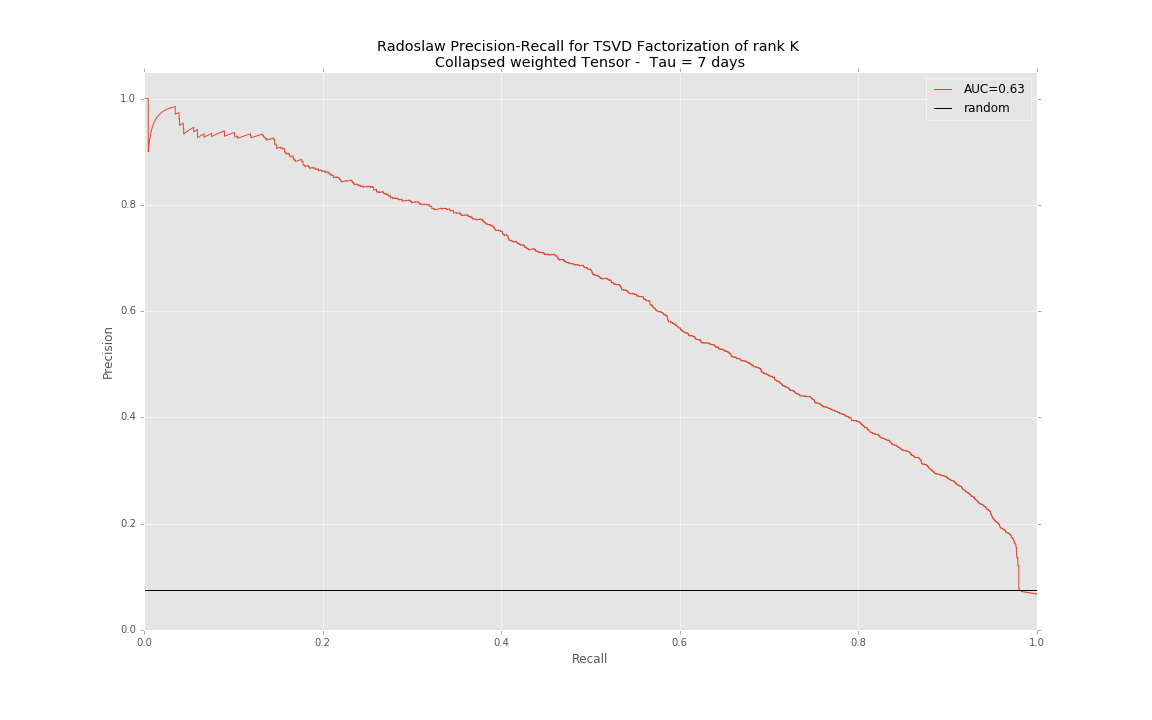 Radoslaw Precision-Recall for TSVD Factorization of rank K
Collapsed weighted Tensor -  Tau = 7 days
AUC=0.63
random
1.0
0.8
0.6
0.4
0.2
0.0
Precision
0.0 0.2 0.4 0.6 0.8 1.0
Recall